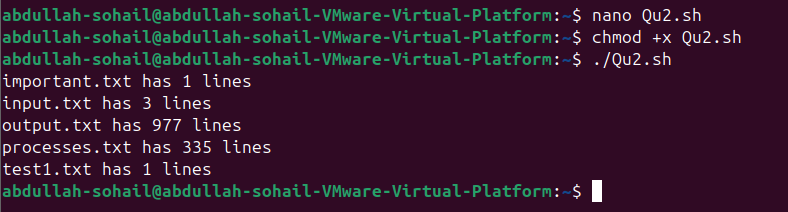 abdullah-sohail@abdullah-sohail-VMware-Virtual-Platform:~$ nano Qu2.sh
abdullah-sohail@abdullah-sohail-VMware-Virtual-Platform:~$ chmod +x Qu2.sh
abdullah-sohail@abdullah-sohail-VMware-Virtual-Platform:~$ ./Qu2.sh
important.txt has 1 lines
input.txt has 3 lines
output.txt has 977 lines
processes.txt has 335 lines
test1.txt has 1 lines
abdullah-sohail@abdullah-sohail-VMware-Virtual-Platform:~$